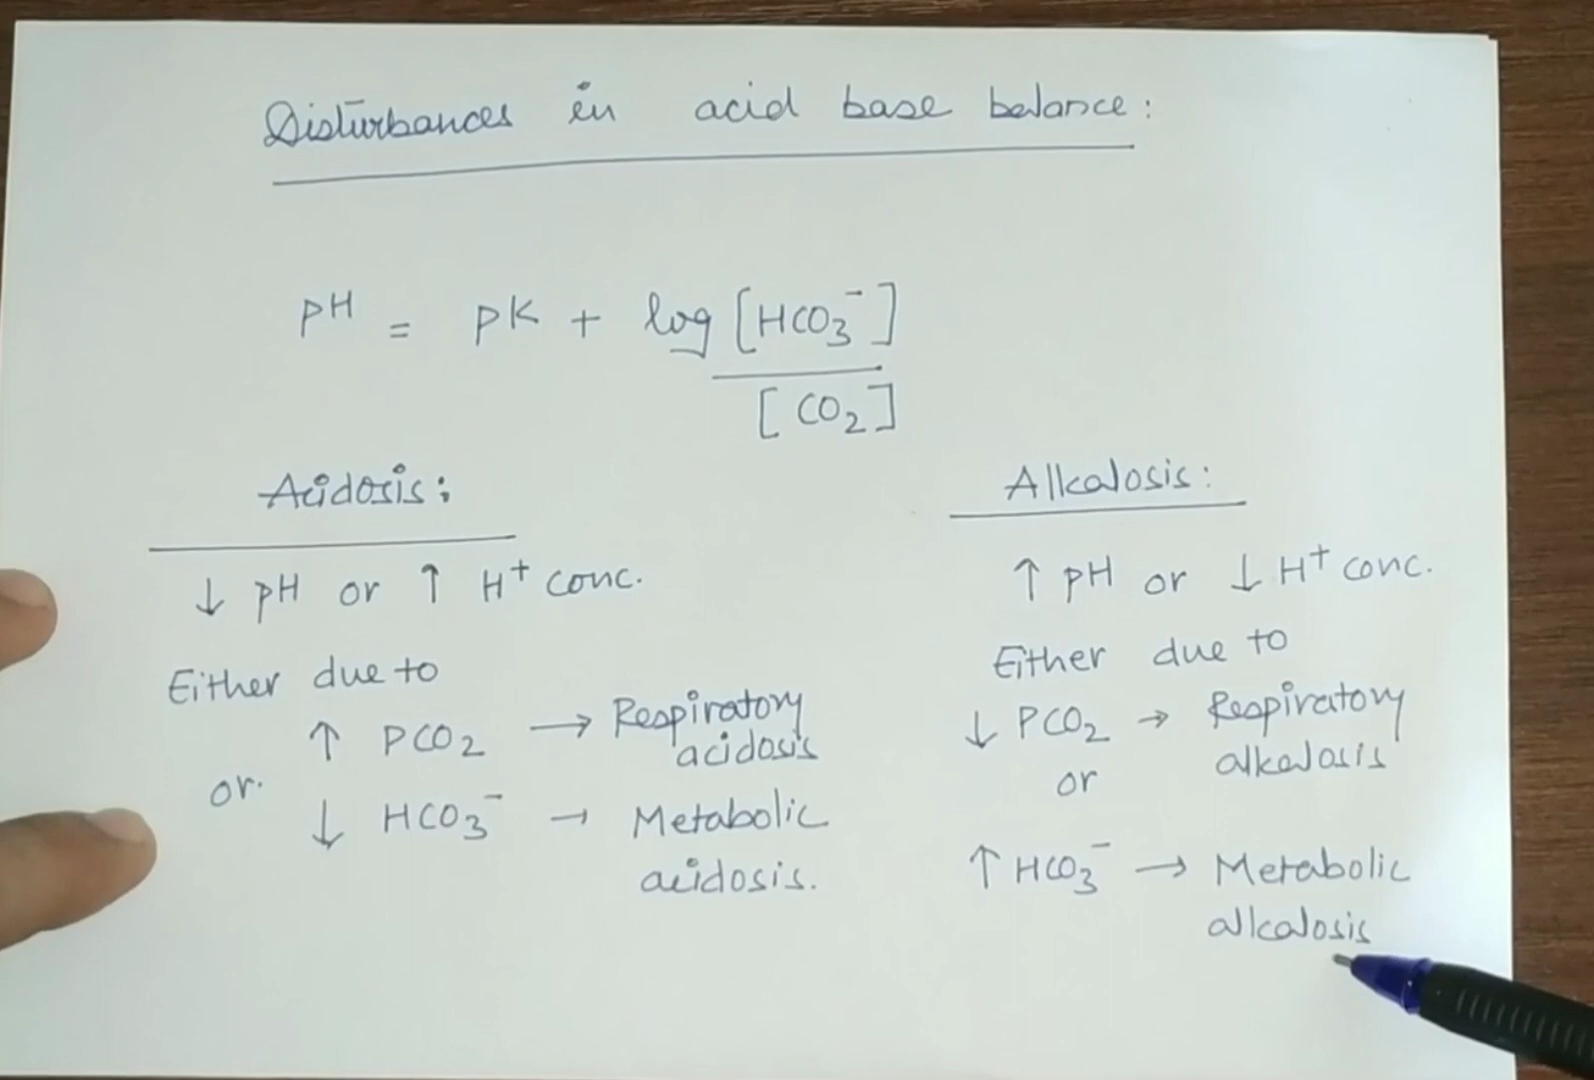 Disturbances in acid base balance:
pH = pK + log [HCO₃⁻]
[CO₂]
Acidosis:
↓ pH or ↑ H⁺ conc.
Either due to
↑ PCO₂ → Respiratory
acidosis
or.
↓ HCO₃⁻ → Metabolic
acidosis.
Alkalosis:
↑ pH or ↓ H⁺ conc.
Either due to
↓ PCO₂ → Respiratory
alkalosis
or
↑ HCO₃⁻ → Metabolic
alkalosis